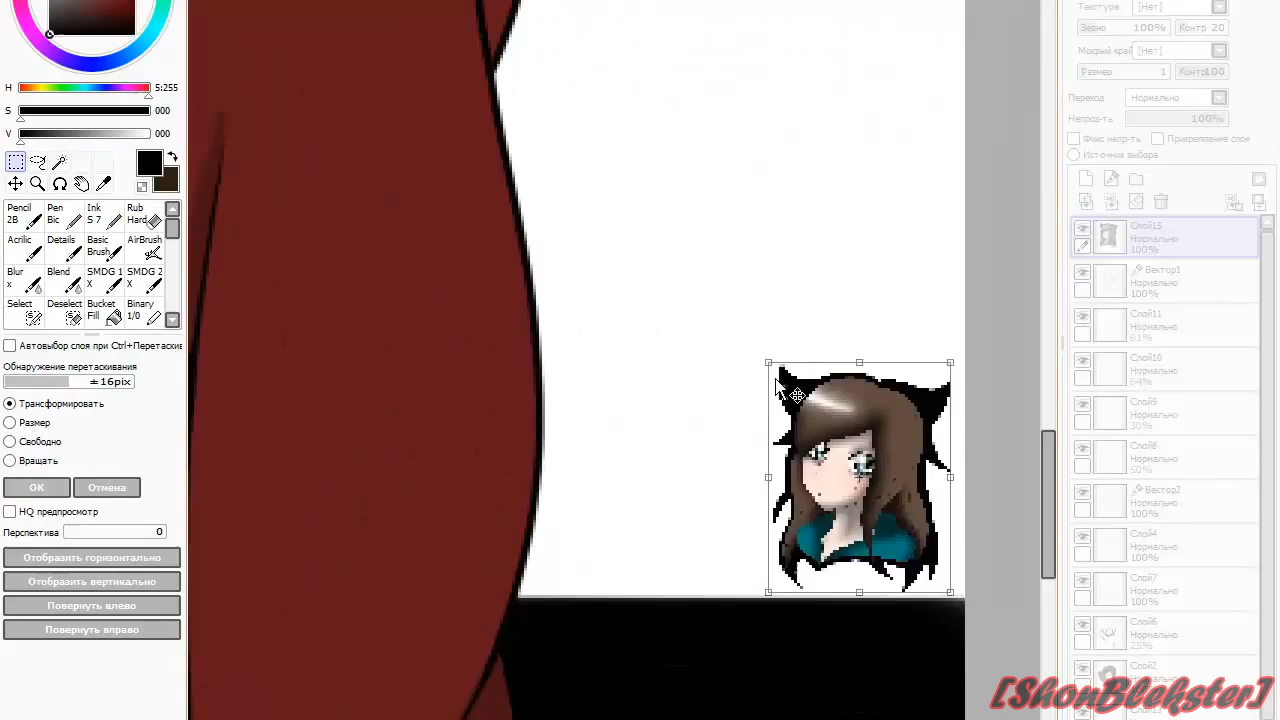 H 5:255
S 000
V 000
Pencil 2B
Pen Bic
Ink S 7
Rub Hard
Acrilic
Details
Basic Brush
AirBrush
Blur x
Blend
SMDG 1 X
SMDG 2 X
Select
Deselect
Bucket Fill
Binary 1/0
Автовыбор слоя при Ctrl+Перетаскив
Обнаружение перетаскивания
±16pix
Трансформировать
Размер
Свободно
Вращать
OK Отмена
HQ предпросмотр
Перспектива 0
Отобразить горизонтально
Отобразить вертикально
Повернуть влево
Повернуть вправо
Текстура [Нет]
Зерно 100% Контр 20
Мокрый край [Нет]
Размер 1 Контр 100
Переход Нормально
Непроз-ть 100%
Фикс непр-ть Прикрепление слоя
Источник выбора
Слой15
Нормально
100%
Вектор1
Нормально
100%
Слой11
Нормально
61%
Слой10
Нормально
64%
Слой9
Нормально
30%
Слой8
Нормально
50%
Вектор2
Нормально
100%
Слой4
Нормально
100%
Слой7
Нормально
100%
Слой6
Нормально
25%
Слой2
[ShonBlekster]